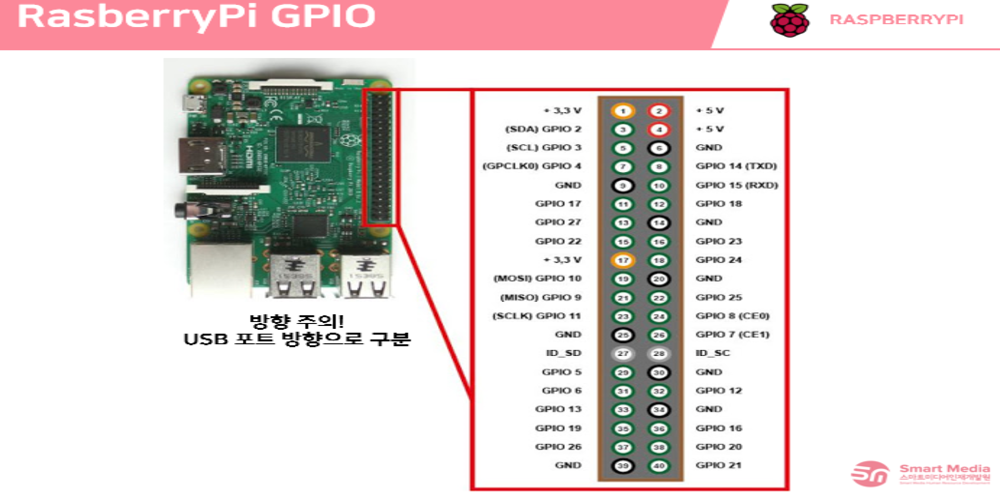 RasberryPi GPIO
RASPBERRYPI
+ 3,3 V 1 2 + 5 V
(SDA) GPIO 2 3 4 + 5 V
(SCL) GPIO 3 5 6 GND
(GPCLK0) GPIO 4 7 8 GPIO 14 (TXD)
GND 9 10 GPIO 15 (RXD)
GPIO 17 11 12 GPIO 18
GPIO 27 13 14 GND
GPIO 22 15 16 GPIO 23
+ 3,3 V 17 18 GPIO 24
(MOSI) GPIO 10 19 20 GND
(MISO) GPIO 9 21 22 GPIO 25
(SCLK) GPIO 11 23 24 GPIO 8 (CE0)
GND 25 26 GPIO 7 (CE1)
ID_SD 27 28 ID_SC
GPIO 5 29 30 GND
GPIO 6 31 32 GPIO 12
GPIO 13 33 34 GND
GPIO 19 35 36 GPIO 16
GPIO 26 37 38 GPIO 20
GND 39 40 GPIO 21
HDMI
방향 주의!
USB 포트 방향으로 구분
Smart Media
스마트미디어인재개발원